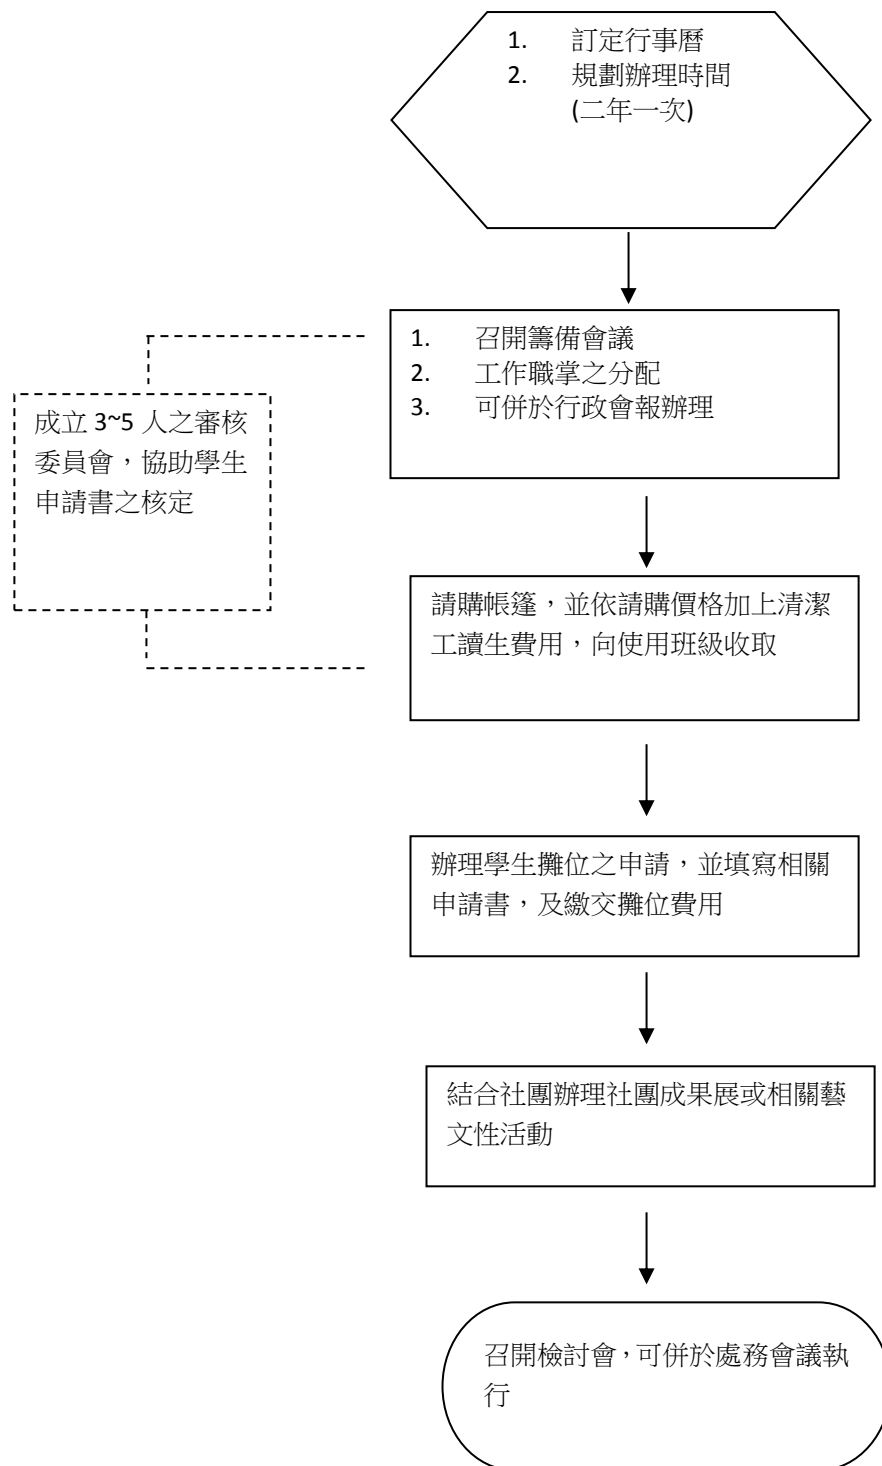 1. 訂定行事曆
2. 規劃辦理時間
(二年一次)
1. 召開籌備會議
2. 工作職掌之分配
3. 可併於行政會報辦理
成立 3~5 人之審核
委員會，協助學生
申請書之核定
請購帳篷，並依請購價格加上清潔
工讀生費用，向使用班級收取
辦理學生攤位之申請，並填寫相關
申請書，及繳交攤位費用
結合社團辦理社團成果展或相關藝
文性活動
召開檢討會，可併於處務會議執
行